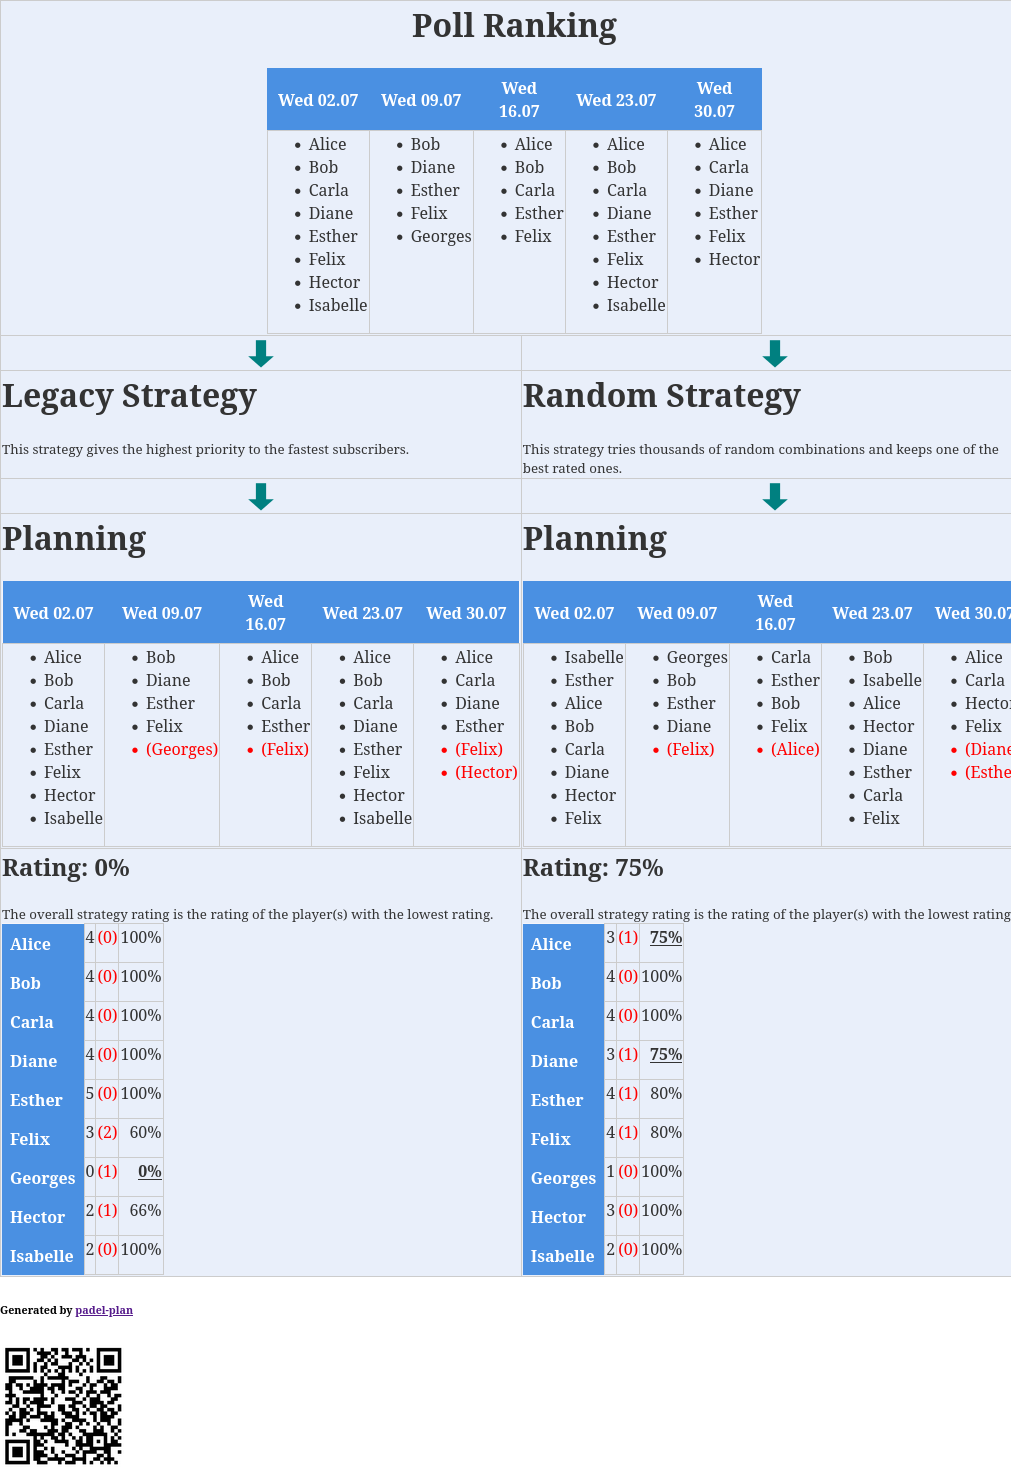 Poll Ranking
Wed 02.07 Wed 09.07 Wed 16.07 Wed 23.07 Wed 30.07
Alice
Bob
Carla
Diane
Esther
Felix
Hector
Isabelle
Bob
Diane
Esther
Felix
Georges
Alice
Bob
Carla
Esther
Felix
Alice
Bob
Carla
Diane
Esther
Felix
Hector
Isabelle
Alice
Carla
Diane
Esther
Felix
Hector
Legacy Strategy
This strategy gives the highest priority to the fastest subscribers.
Random Strategy
This strategy tries thousands of random combinations and keeps one of the
best rated ones.
Planning
Wed 02.07 Wed 09.07 Wed 16.07 Wed 23.07 Wed 30.07
Alice
Bob
Carla
Diane
Esther
Felix
Hector
Isabelle
Bob
Diane
Esther
Felix
(Georges)
Alice
Bob
Carla
Esther
(Felix)
Alice
Bob
Carla
Diane
Esther
Felix
Hector
Isabelle
Alice
Carla
Diane
Esther
(Felix)
(Hector)
Planning
Wed 02.07 Wed 09.07 Wed 16.07 Wed 23.07 Wed 30.07
Isabelle
Esther
Alice
Bob
Carla
Diane
Hector
Felix
Georges
Bob
Esther
Diane
(Felix)
Carla
Esther
Bob
Felix
(Alice)
Bob
Isabelle
Alice
Hector
Diane
Esther
Carla
Felix
Alice
Carla
Hector
Felix
(Diane
(Esthe
Rating: 0%
The overall strategy rating is the rating of the player(s) with the lowest rating.
Alice 4 (0) 100%
Bob 4 (0) 100%
Carla 4 (0) 100%
Diane 4 (0) 100%
Esther 5 (0) 100%
Felix 3 (2) 60%
Georges 0 (1) 0%
Hector 2 (1) 66%
Isabelle 2 (0) 100%
Rating: 75%
The overall strategy rating is the rating of the player(s) with the lowest rating
Alice 3 (1) 75%
Bob 4 (0) 100%
Carla 4 (0) 100%
Diane 3 (1) 75%
Esther 4 (1) 80%
Felix 4 (1) 80%
Georges 1 (0) 100%
Hector 3 (0) 100%
Isabelle 2 (0) 100%
Generated by padel-plan